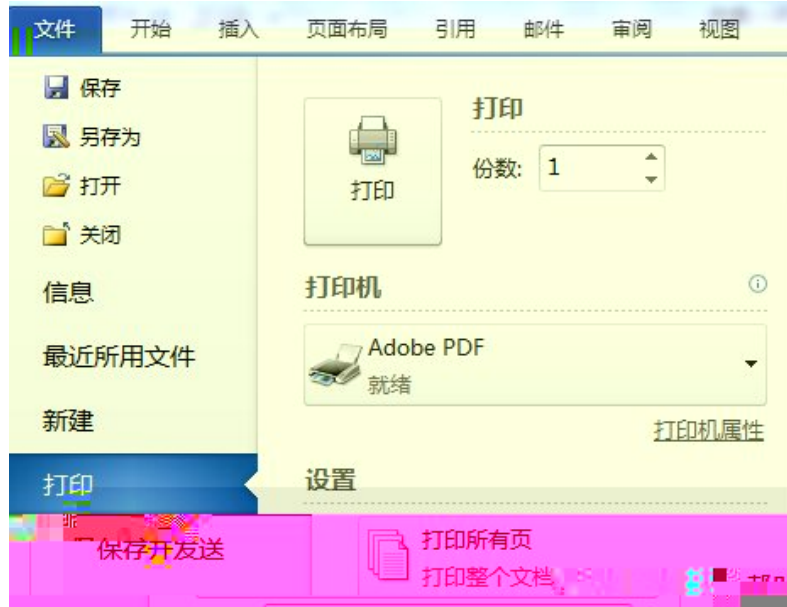 文件 开始 插入 页面布局 引用 邮件 审阅 视图
保存
另存为
打开
关闭
信息
最近所用文件
新建
打印
保存开发送
打印
打印
份数: 1
打印机
Adobe PDF
就绪
打印机属性
设置
打印所有页
打印整个文档